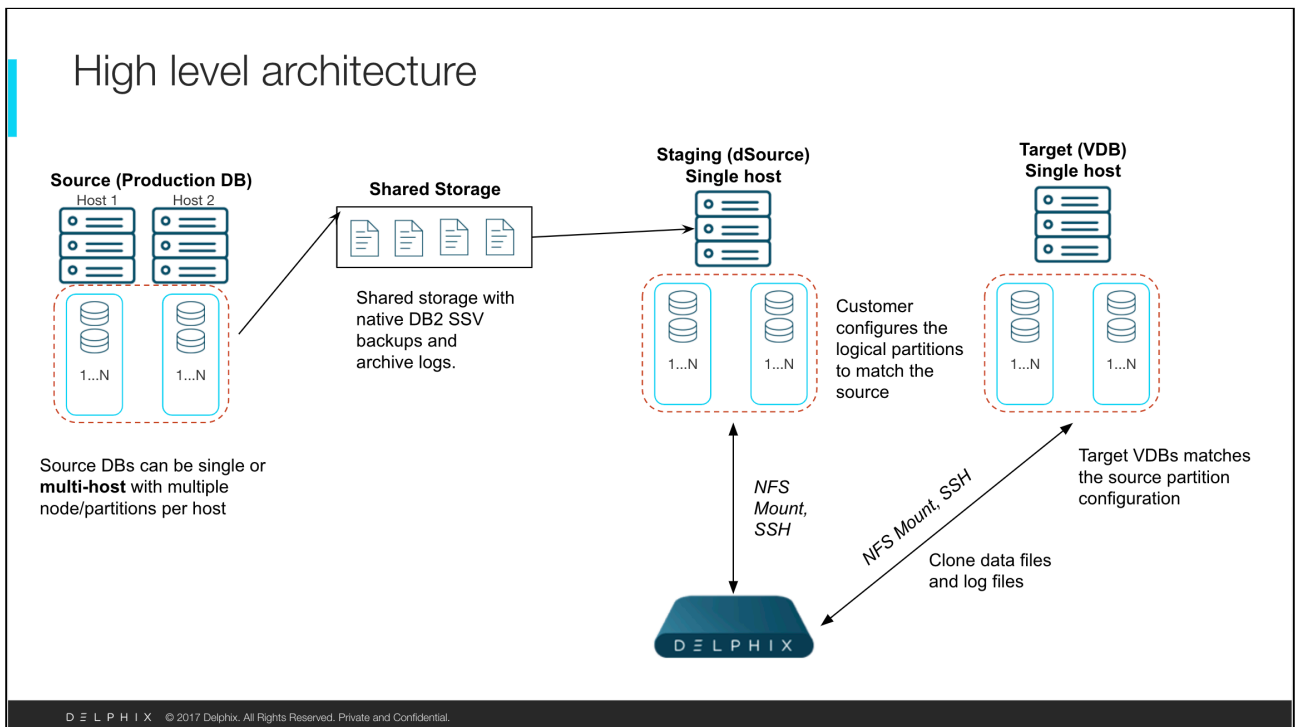 High level architecture
Source (Production DB)
Host 1
Host 2
1...N
1...N
Source DBs can be single or
multi-host with multiple
node/partitions per host
Shared Storage
Shared storage with
native DB2 SSV
backups and
archive logs.
Staging (dSource)
Single host
1...N
1...N
Customer
configures the
logical partitions
to match the
source
Target (VDB)
Single host
1...N
1...N
Target VDBs matches
the source partition
configuration
NFS
Mount,
SSH
NFS Mount, SSH
Clone data files
and log files
DELPHIX
DELPHIX © 2017 Delphix. All Rights Reserved. Private and Confidential.